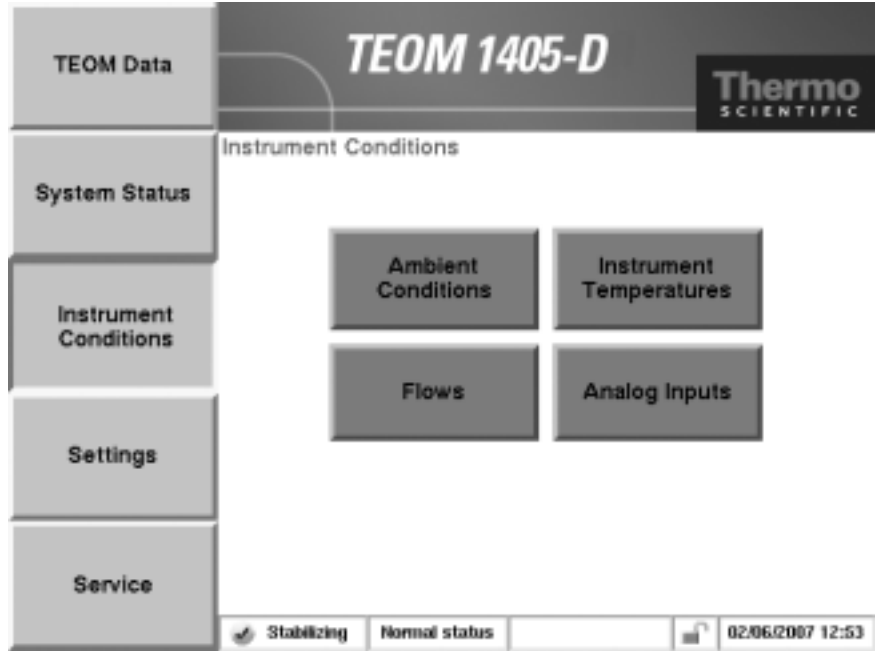 TEOM Data
System Status
Instrument
Conditions
Settings
Service
TEOM 1405-D
Thermo
SCIENTIFIC
Instrument Conditions
Ambient
Conditions
Instrument
Temperatures
Flows
Analog Inputs
Stabilizing
Normal status
02/06/2007 12:53